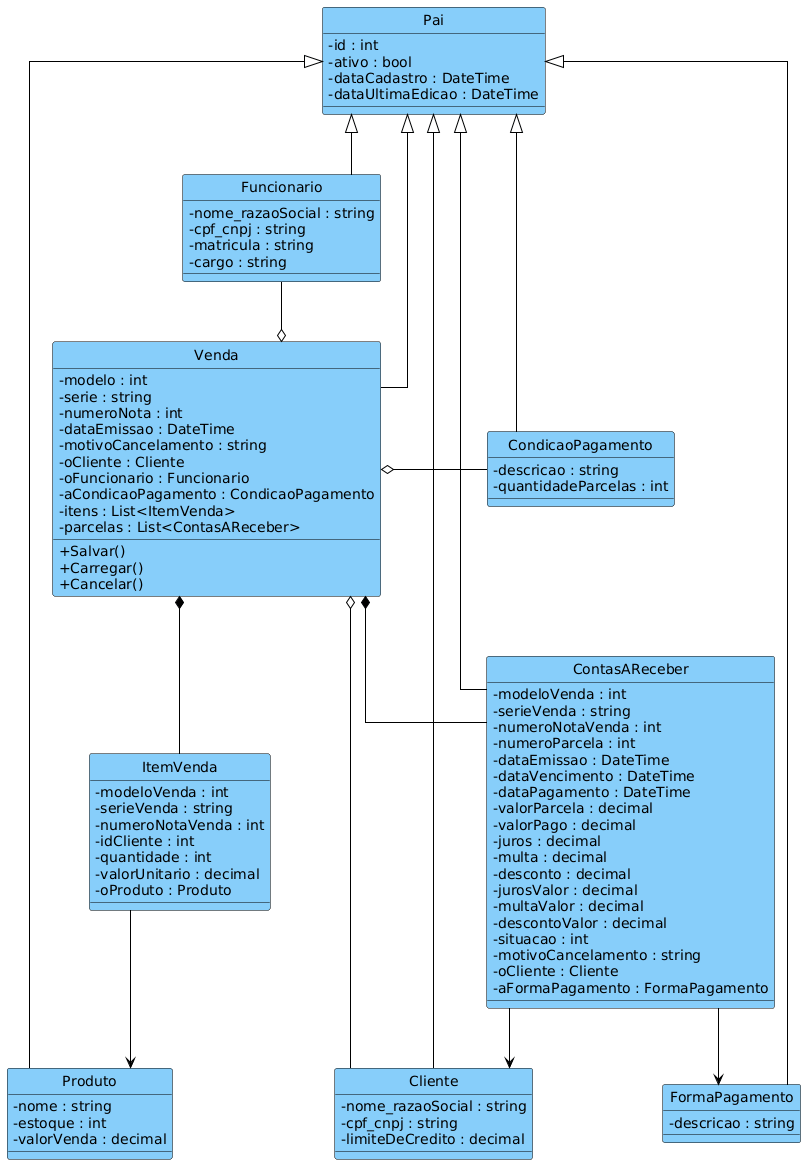 Pai
-id : int
-ativo : bool
-dataCadastro : DateTime
-dataUltimaEdicao : DateTime
Funcionario
-nome_razaoSocial : string
-cpf_cnpj : string
-matricula : string
-cargo : string
Venda
-modelo : int
-serie : string
-numeroNota : int
-dataEmissao : DateTime
-motivoCancelamento : string
-oCliente : Cliente
-oFuncionario : Funcionario
-aCondicaoPagamento : CondicaoPagamento
-itens : List<ItemVenda>
-parcelas : List<ContasAReceber>
+Salvar()
+Carregar()
+Cancelar()
CondicaoPagamento
-descricao : string
-quantidadeParcelas : int
ContasAReceber
-modeloVenda : int
-serieVenda : string
-numeroNotaVenda : int
-numeroParcela : int
-dataEmissao : DateTime
-dataVencimento : DateTime
-dataPagamento : DateTime
-valorParcela : decimal
-valorPago : decimal
-juros : decimal
-multa : decimal
-desconto : decimal
-jurosValor : decimal
-multaValor : decimal
-descontoValor : decimal
-situacao : int
-motivoCancelamento : string
-oCliente : Cliente
-aFormaPagamento : FormaPagamento
ItemVenda
-modeloVenda : int
-serieVenda : string
-numeroNotaVenda : int
-idCliente : int
-quantidade : int
-valorUnitario : decimal
-oProduto : Produto
Produto
-nome : string
-estoque : int
-valorVenda : decimal
Cliente
-nome_razaoSocial : string
-cpf_cnpj : string
-limiteDeCredito : decimal
FormaPagamento
-descricao : string